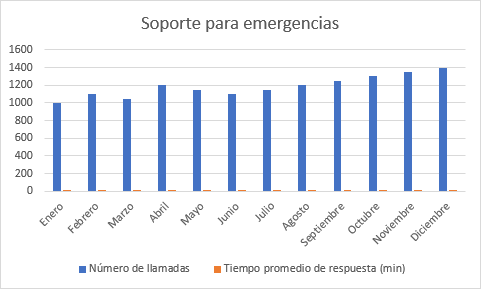 Soporte para emergencias
1600
1400
1200
1000
800
600
400
200
0
Enero
Febrero
Marzo
Abril
Mayo
Junio
Julio
Agosto
Septiembre
Octubre
Noviembre
Diciembre
Número de llamadas
Tiempo promedio de respuesta (min)